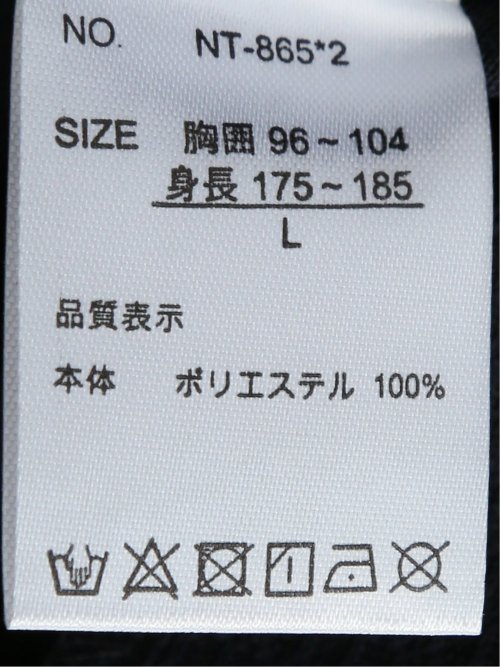 NO. NT-865*2
SIZE 胸囲 96~104
身長 175~185
L
品質表示
本体 ポリエステル 100%